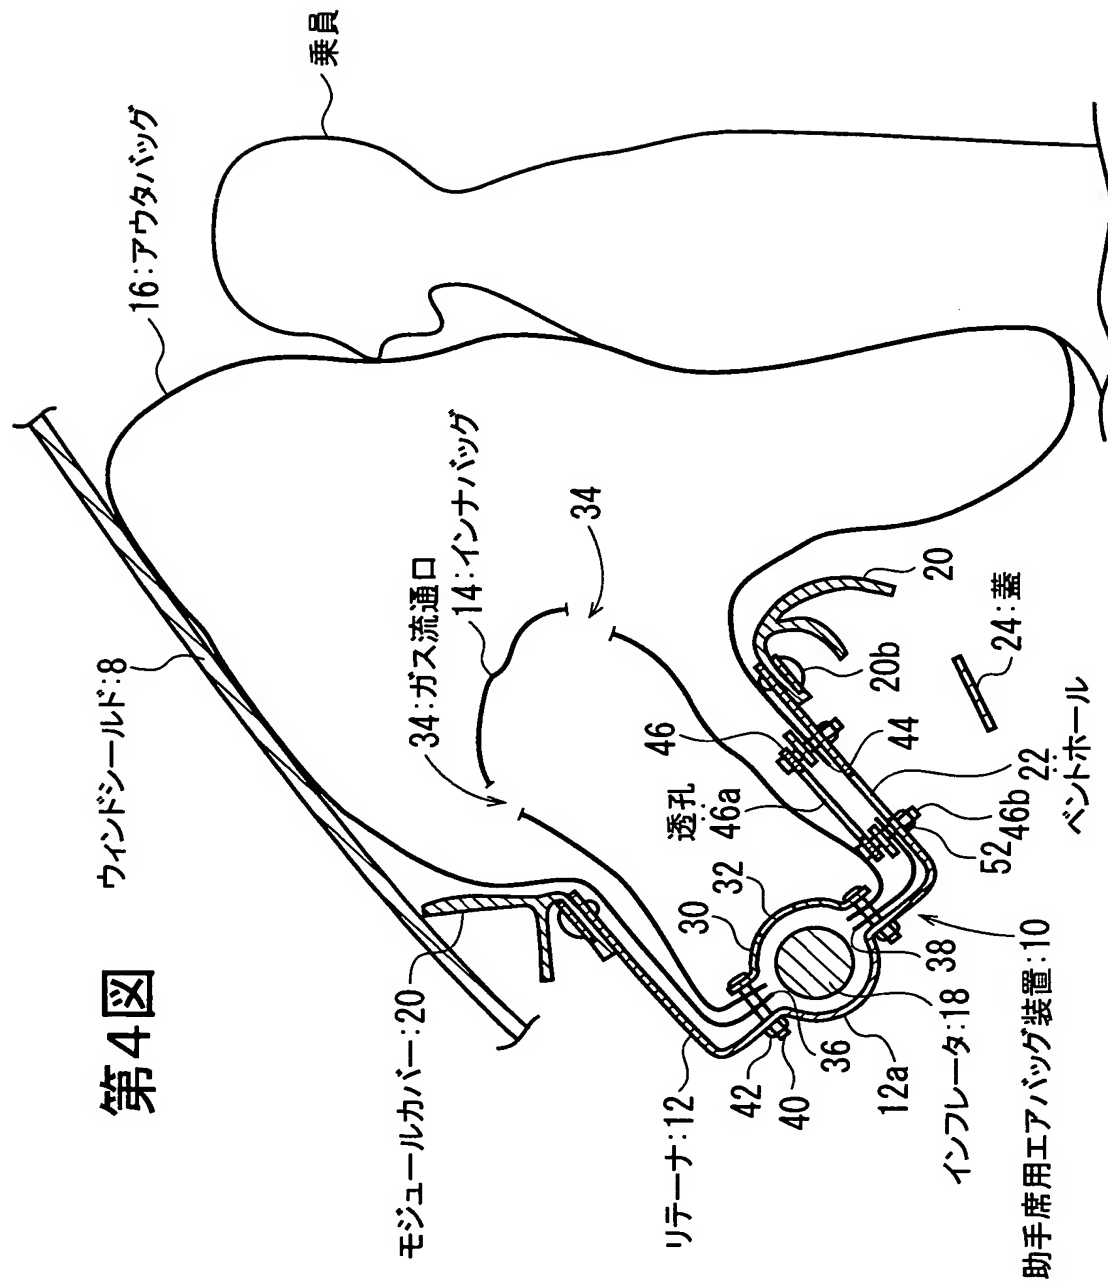 第4図
ウィンドシールド:8
16:アウタバッグ
乗員
モジュールカバー:20
34:ガス流通口
14:インナバッグ
34
リテーナ:12
透孔
46a
46
20
20b
30
32
44
24:蓋
42
40
36
12a
38
52
46b
22
ベントホール
インフレータ:18
助手席用エアバッグ装置:10